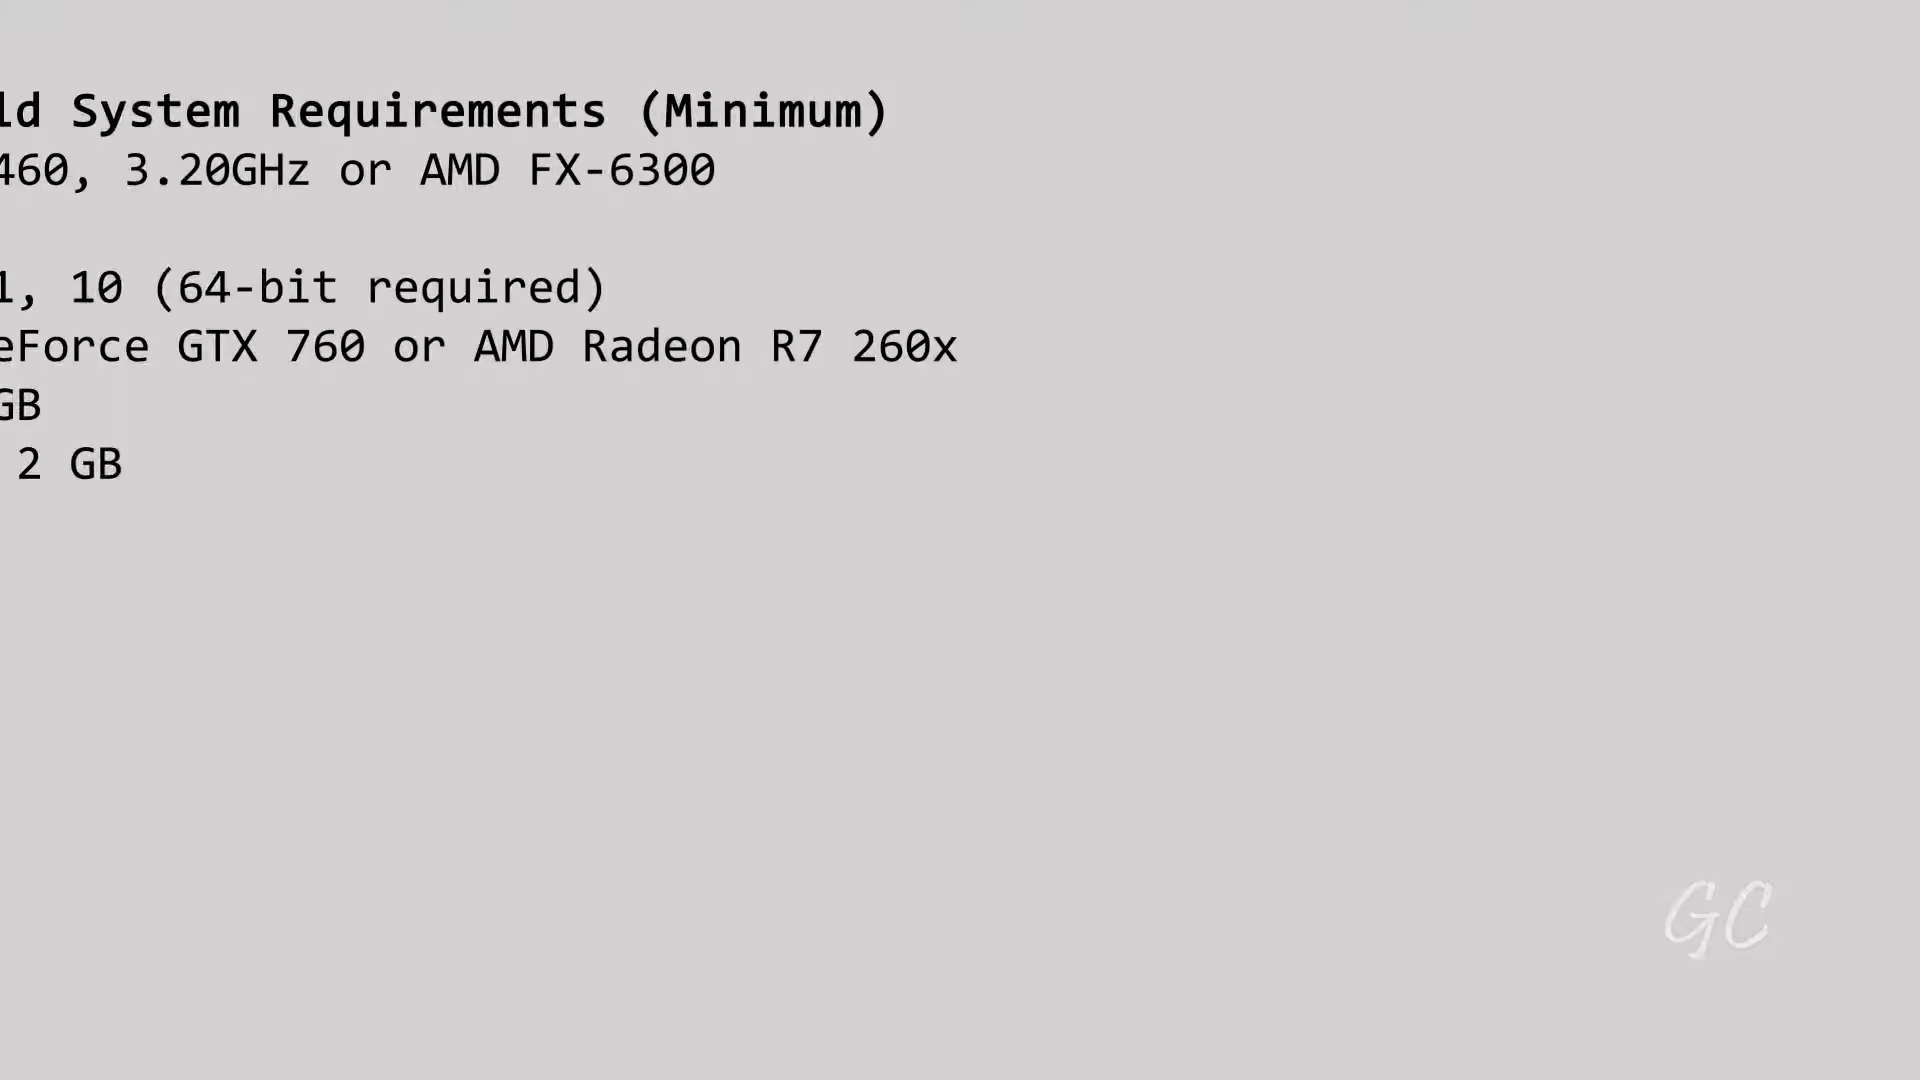 ld System Requirements (Minimum)
460, 3.20GHz or AMD FX-6300
1, 10 (64-bit required)
eForce GTX 760 or AMD Radeon R7 260x
GB
2 GB
GC